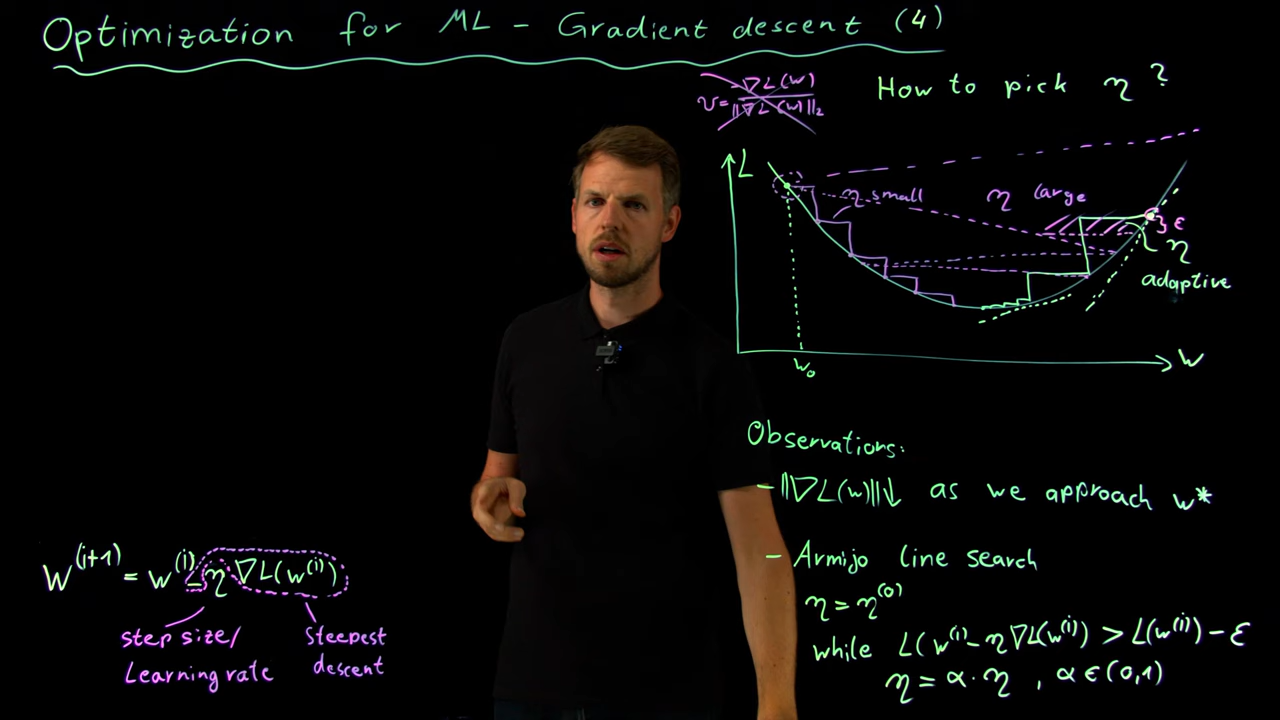 Optimization for ML - Gradient descent (4)
v = -∇L(w) / ||∇L(w)||₂
How to pick η ?
L
η small
η large
} ε
η
adaptive
w₀
w
Observations:
- ||∇L(w)||↓ as we approach w*
- Armijo line search
η = η⁽⁰⁾
while L(w⁽ⁱ⁾ - η∇L(w⁽ⁱ⁾) > L(w⁽ⁱ⁾) - ε
η = α · η , α ∈ (0,1)
w⁽ⁱ⁺¹⁾ = w⁽ⁱ⁾ - η ∇L(w⁽ⁱ⁾)
step size/
Learning rate
steepest
descent